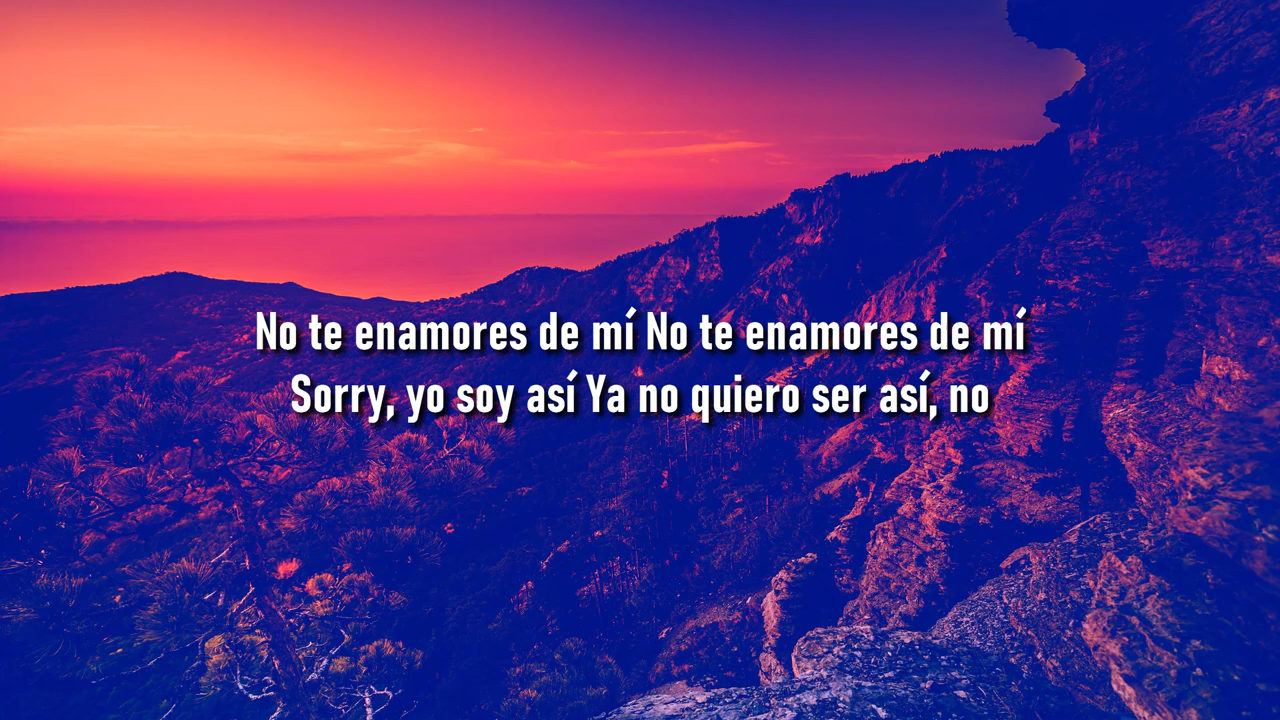 No te enamores de mí No te enamores de mí
Sorry, yo soy así Ya no quiero ser así, no